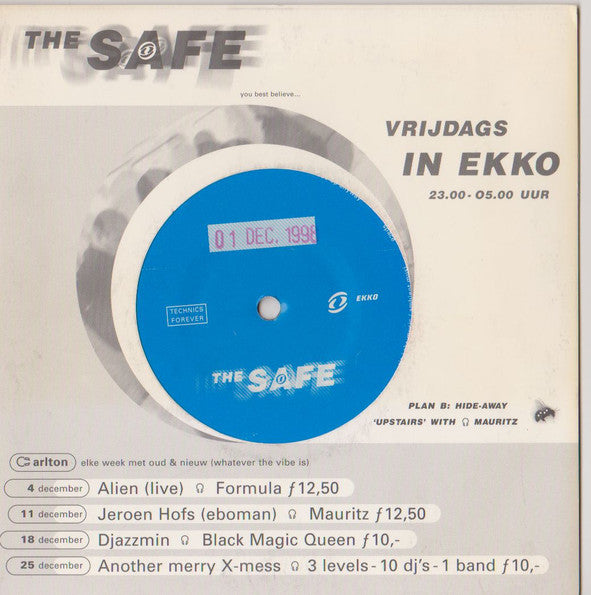 THE SAFE
you best believe...
VRIJDAGS
IN EKKO
23.00 - 05.00 UUR
01 DEC. 1998
TECHNICS
FOREVER
EKKO
THE SAFE
PLAN B: HIDE-AWAY
'UPSTAIRS' WITH MAURITZ
Carlton elke week met oud & nieuw (whatever the vibe is)
4 december Alien (live) Formula ƒ12,50
11 december Jeroen Hofs (eboman) Mauritz ƒ12,50
18 december Djazzmin Black Magic Queen ƒ10,-
25 december Another merry X-mess 3 levels - 10 dj's - 1 band ƒ10,-